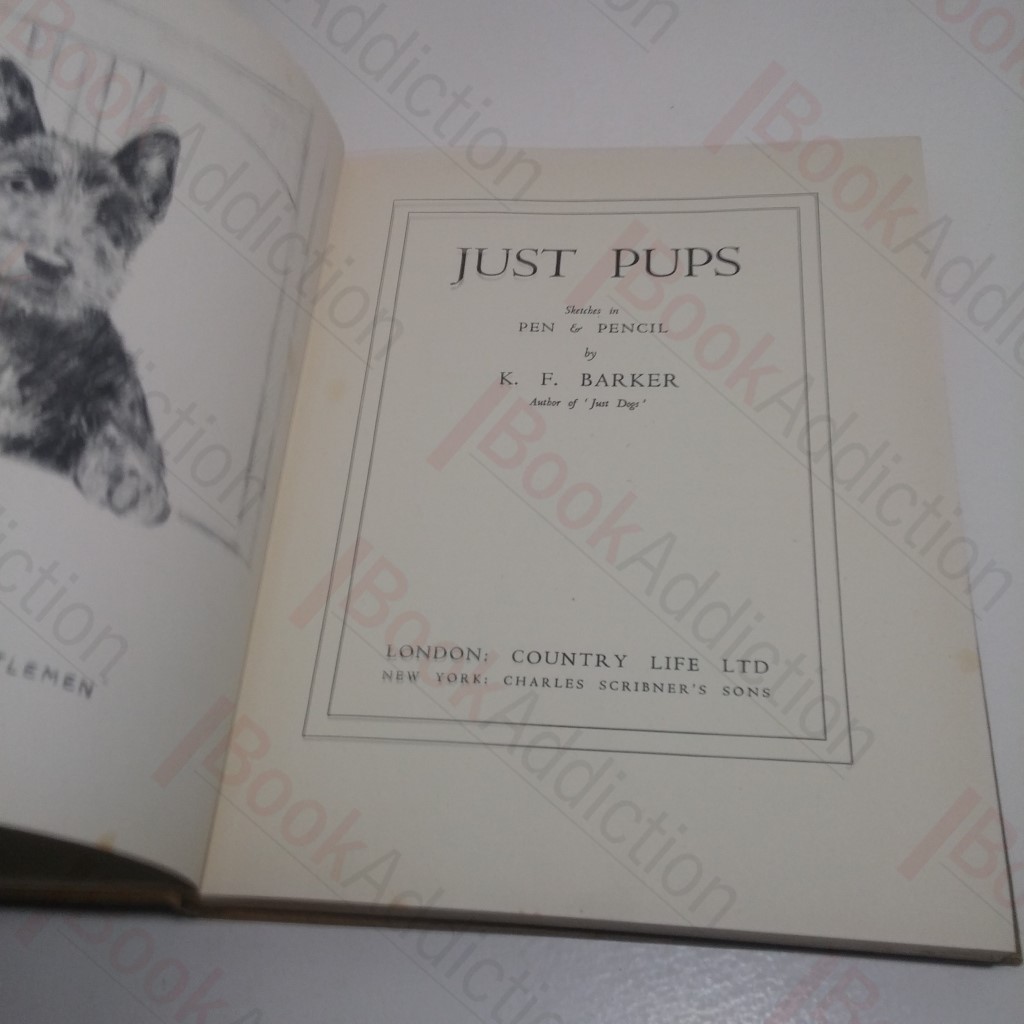 TLEMEN
JUST PUPS
Sketches in
PEN & PENCIL
by
K. F. BARKER
Author of 'Just Dogs'
LONDON: COUNTRY LIFE LTD
NEW YORK: CHARLES SCRIBNER'S SONS
BookAddiction